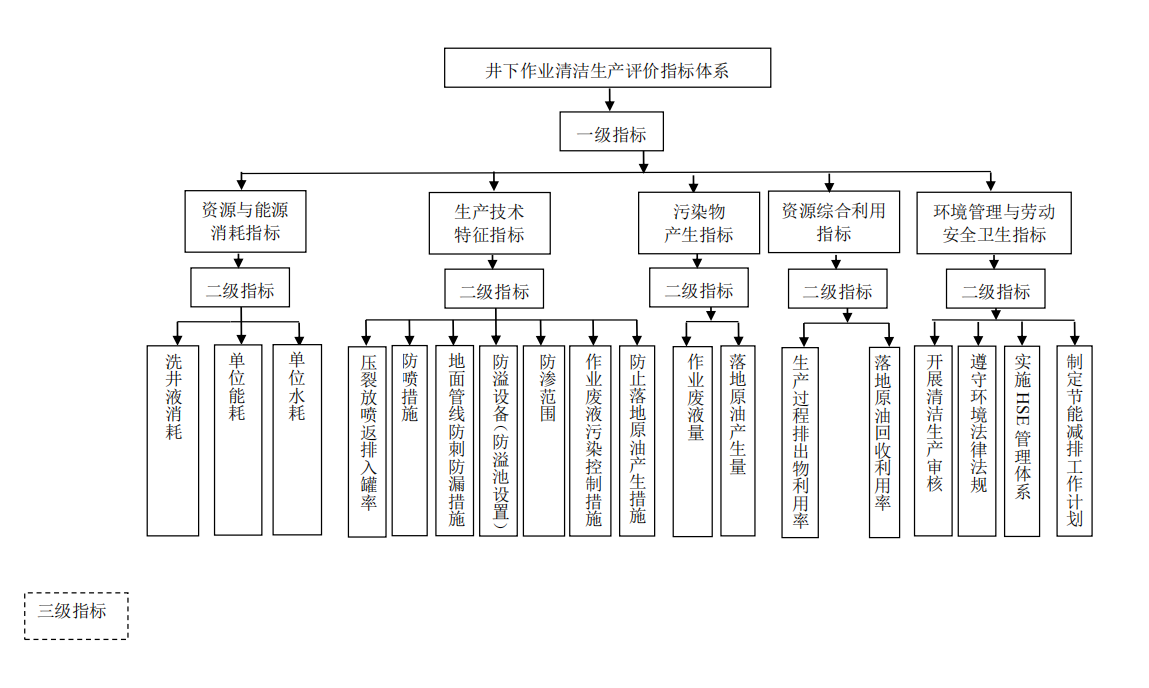 井下作业清洁生产评价指标体系
一级指标
资源与能源
消耗指标
生产技术
特征指标
污染物
产生指标
资源综合利用
指标
环境管理与劳动
安全卫生指标
二级指标
二级指标
二级指标
二级指标
二级指标
洗井液消耗
单位能耗
单位水耗
压裂放喷返排入罐率
防喷措施
地面管线防刺防漏措施
防溢设备(防溢池设置)
防渗范围
作业废液污染控制措施
防止落地原油产生措施
作业废液量
落地原油产生量
生产过程排出物利用率
落地原油回收利用率
开展清洁生产审核
遵守环境法律法规
实施 HSE 管理体系
制定节能减排工作计划
三级指标